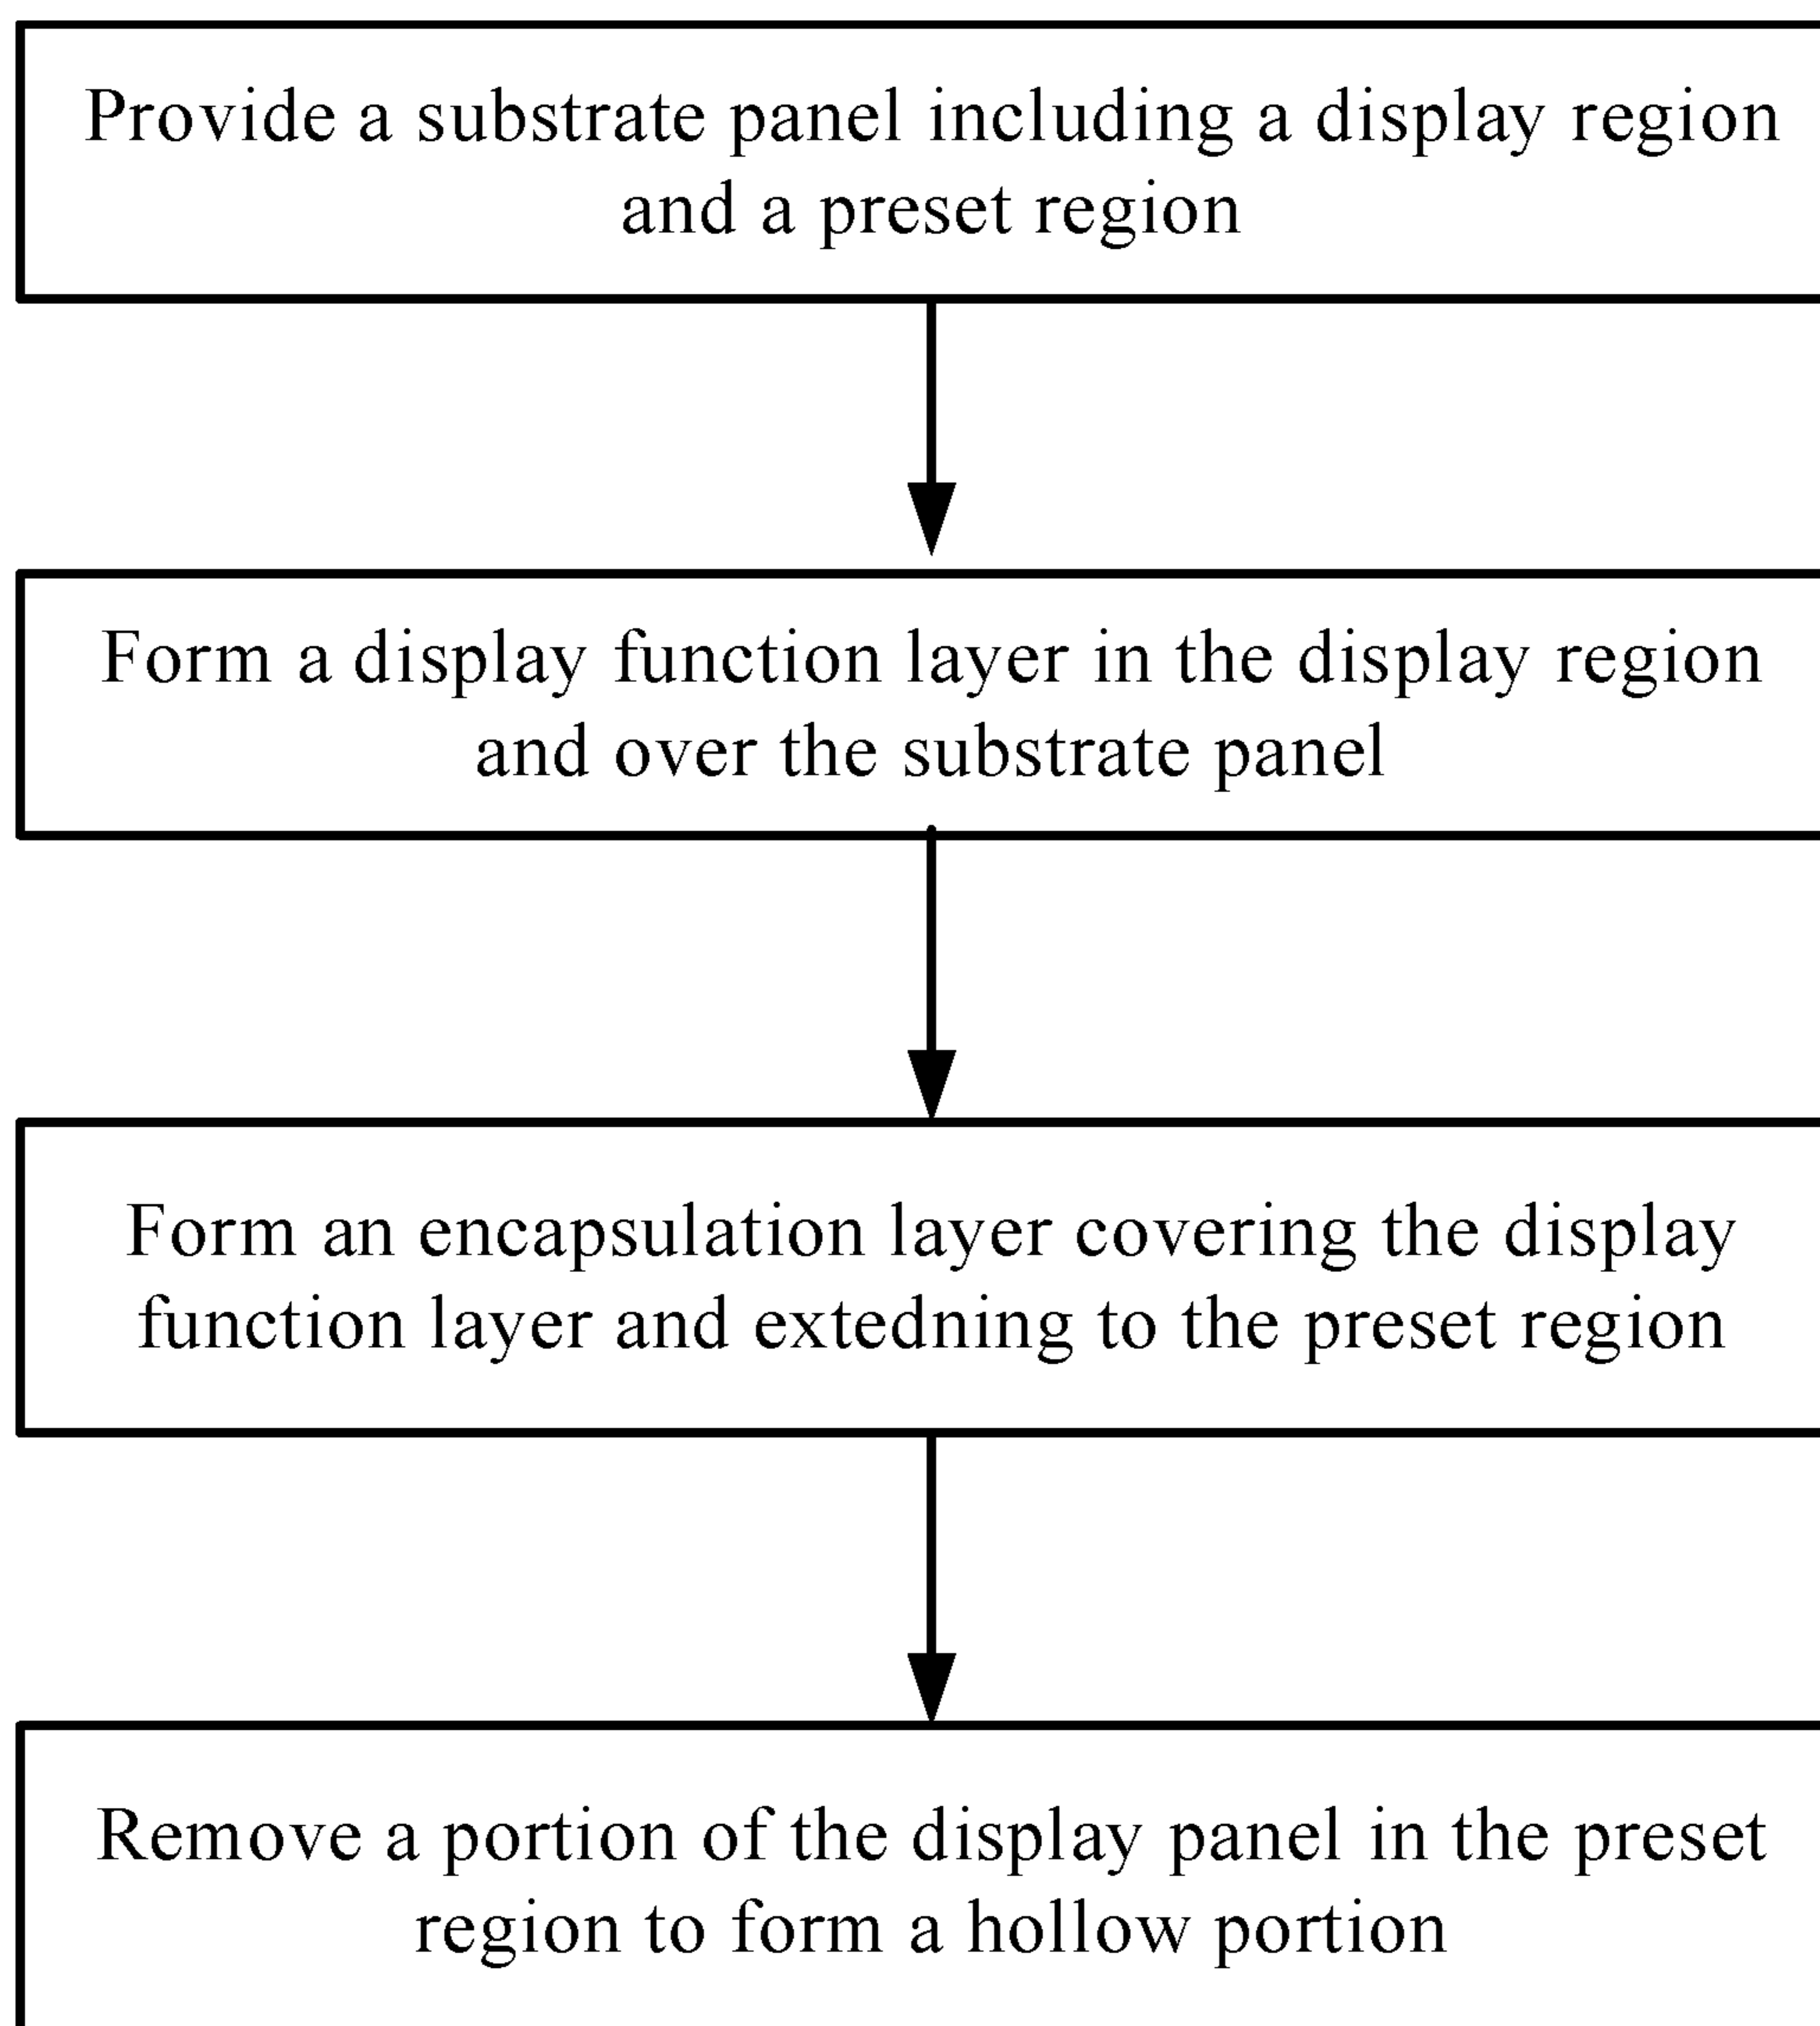 Provide a substrate panel including a display region
and a preset region
Form a display function layer in the display region
and over the substrate panel
Form an encapsulation layer covering the display
function layer and extedning to the preset region
Remove a portion of the display panel in the preset
region to form a hollow portion